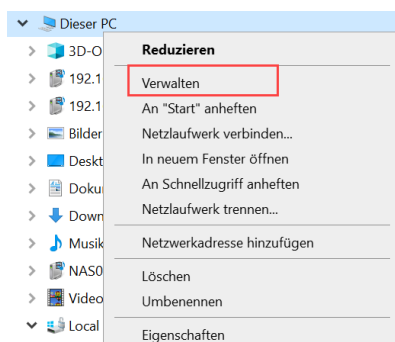 Dieser PC
3D-O
Reduzieren
192.1
Verwalten
192.1
An "Start" anheften
Bilder
Netzlaufwerk verbinden...
Deskt
In neuem Fenster öffnen
Doku
An Schnellzugriff anheften
Down
Netzlaufwerk trennen...
Musik
Netzwerkadresse hinzufügen
NAS0
Löschen
Video
Umbenennen
Local
Eigenschaften